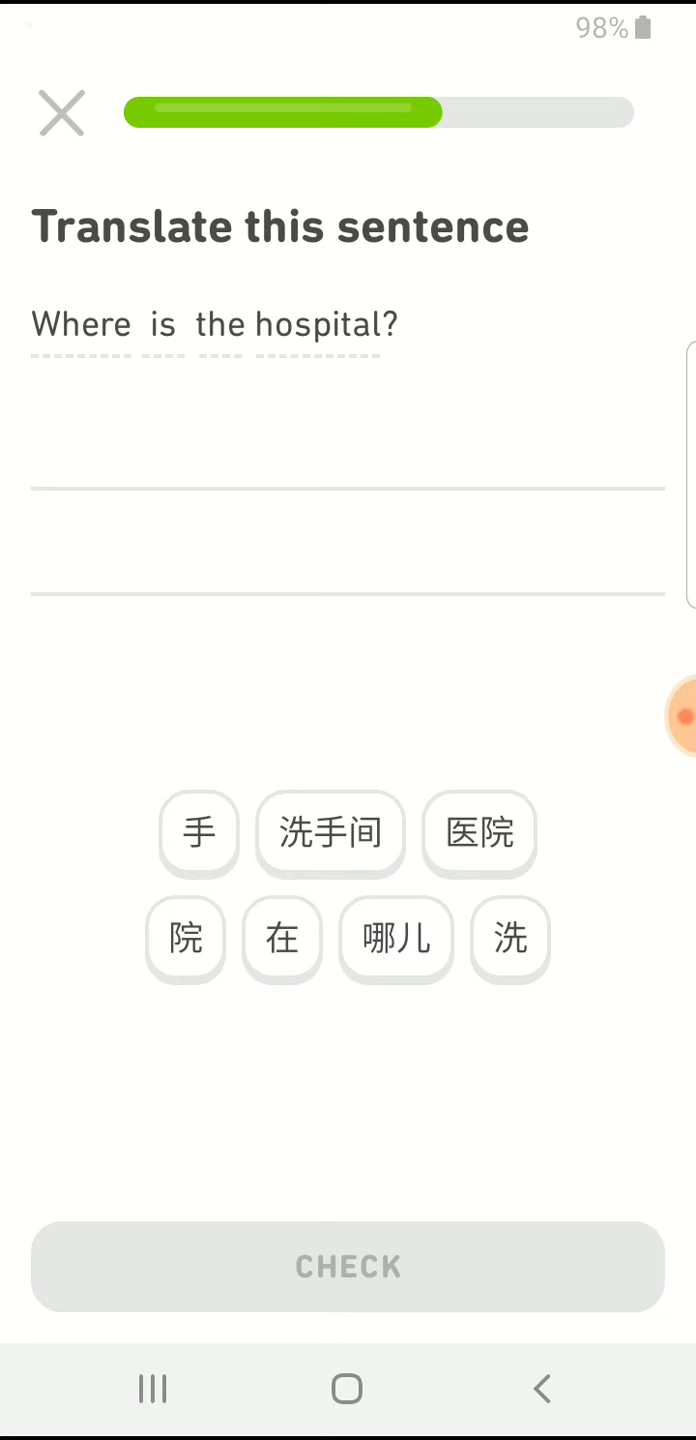 98%
Translate this sentence
Where is the hospital?
手 洗手间 医院
院 在 哪儿 洗
CHECK